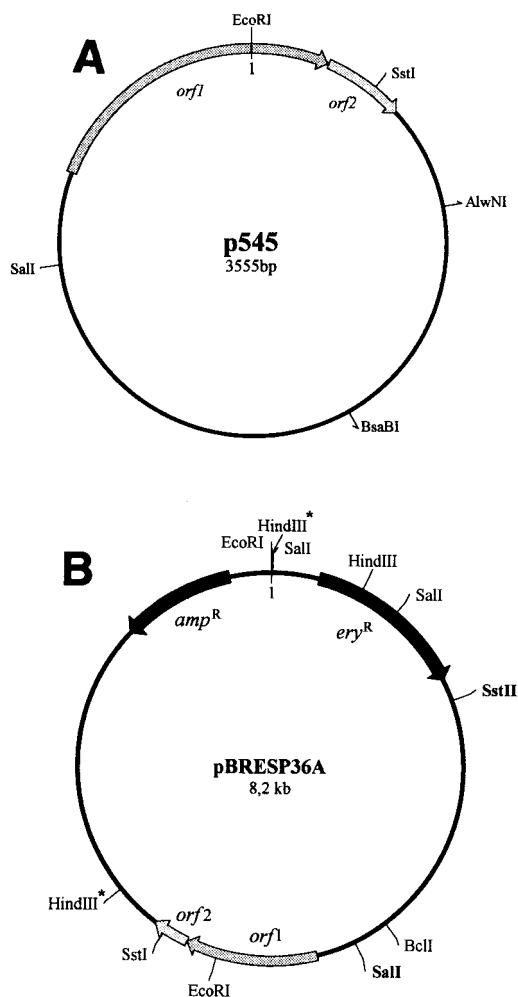 A
EcoRI
1
orf1
orf2
SstI
AlwNI
p545
3555bp
SalI
BsaBI
B
HindIII*
EcoRI
SalI
1
HindIII
SalI
ampR
eryR
SstII
pBRESP36A
8,2 kb
HindIII*
orf2
orf1
SstI
EcoRI
SalI
BclI